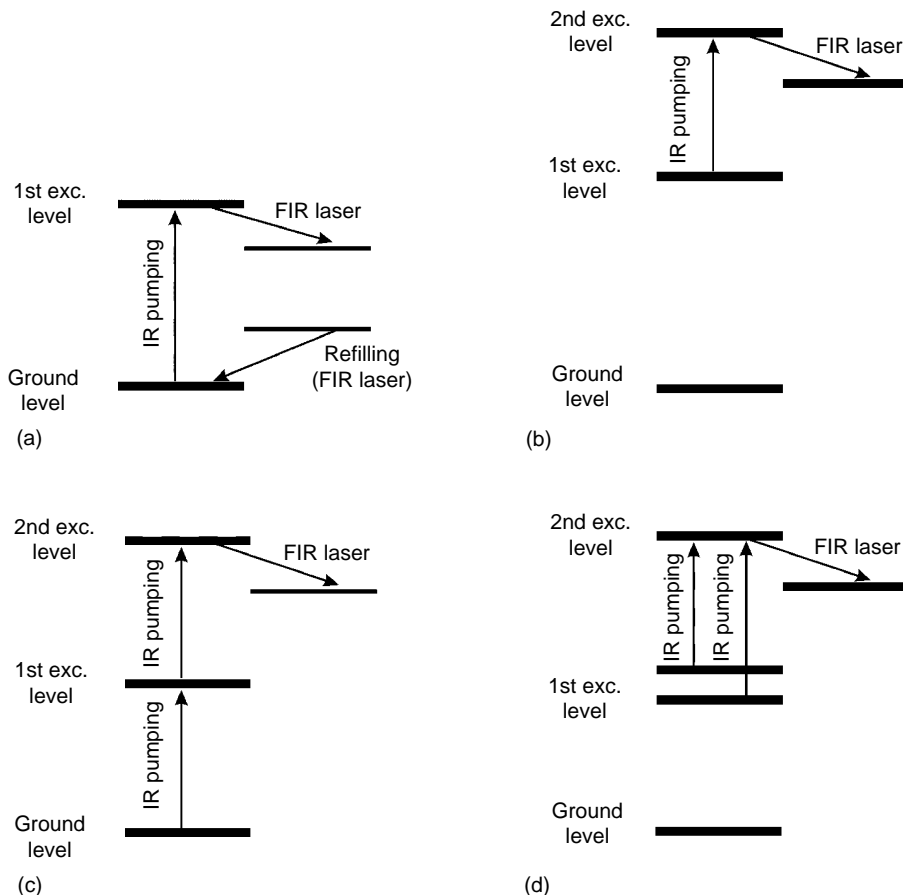 1st exc.
level
FIR laser
IR pumping
Refilling
(FIR laser)
Ground
level
(a)
2nd exc.
level
FIR laser
IR pumping
1st exc.
level
Ground
level
(b)
2nd exc.
level
FIR laser
IR pumping
1st exc.
level
IR pumping
Ground
level
(c)
2nd exc.
level
FIR laser
IR pumping
IR pumping
1st exc.
level
Ground
level
(d)